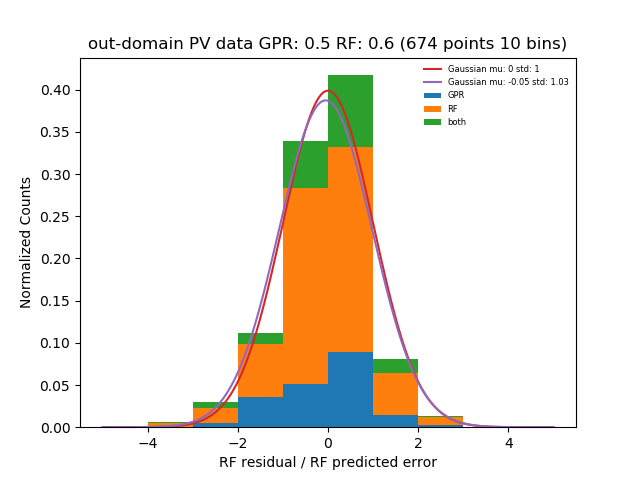 out-domain PV data GPR: 0.5 RF: 0.6 (674 points 10 bins)
Gaussian mu: 0 std: 1
Gaussian mu: -0.05 std: 1.03
GPR
RF
both
Normalized Counts
0.40
0.35
0.30
0.25
0.20
0.15
0.10
0.05
0.00
−4 −2 0 2 4
RF residual / RF predicted error